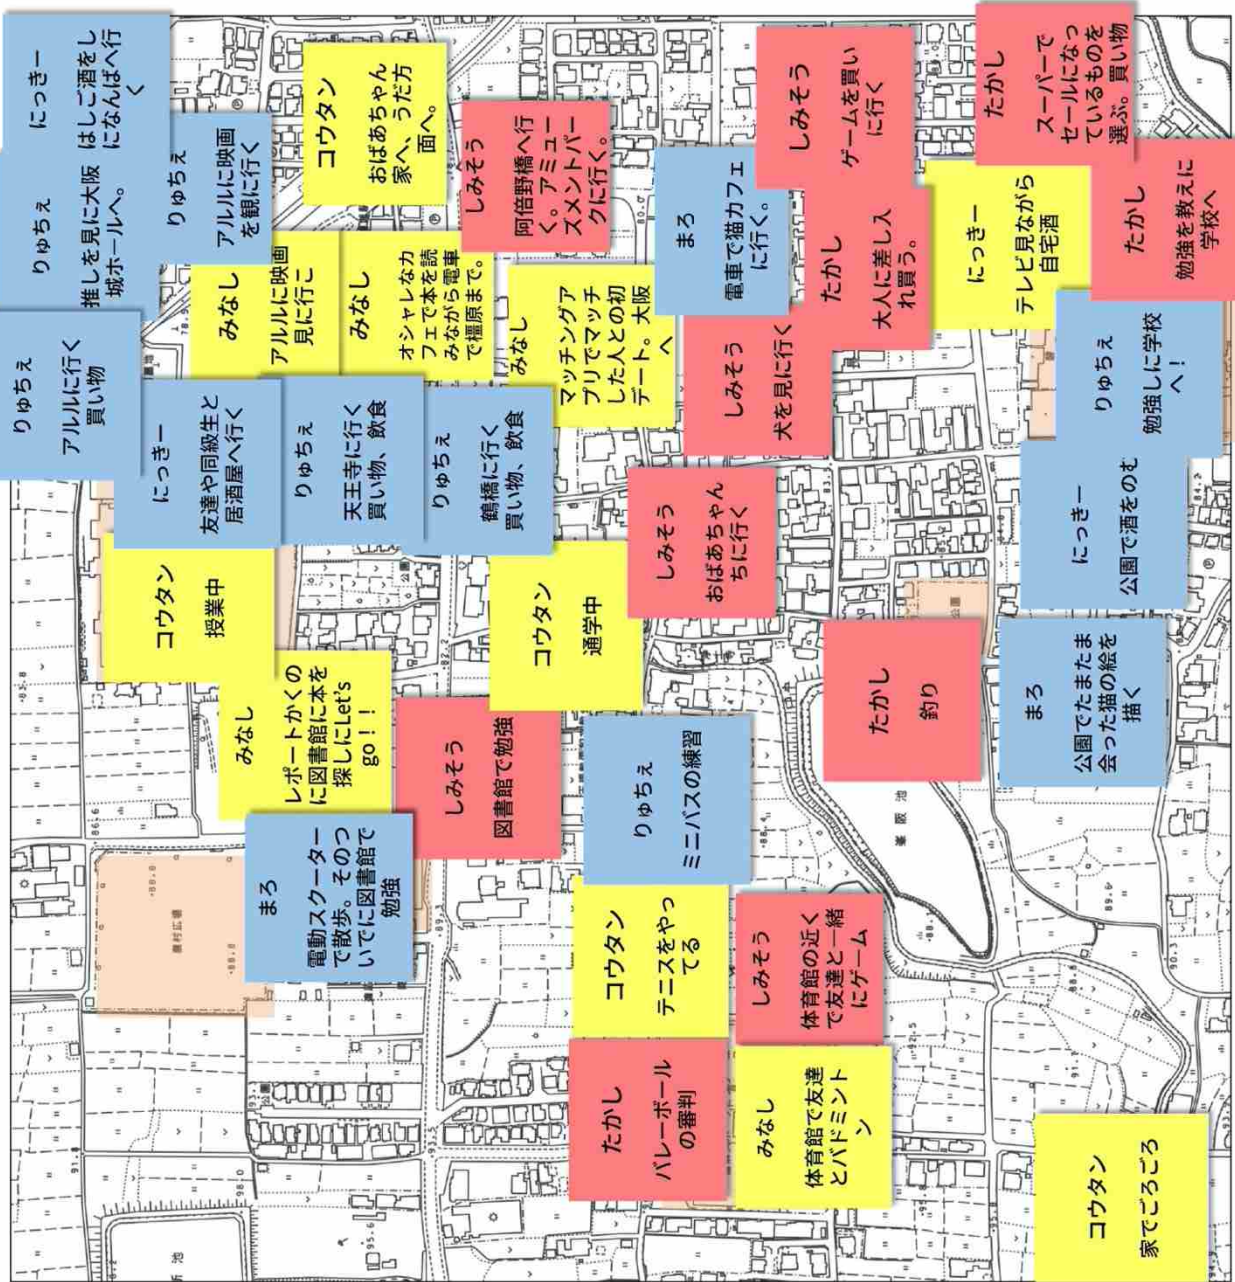 にっきー
はしご酒をし
になんばへ行
く
りゅちぇ
推しを見に大阪
城ホールへ。
りゅちぇ
アルルに映画
を観に行く
コウタン
おばあちゃん
家へ、うだ方
面へ。
しみそう
阿倍野橋へ行
く。アミュー
ズメントパー
クに行く。
まろ
電車で猫カフェ
に行く。
しみそう
ゲームを買い
に行く
たかし
スーパーで
セールになっ
ているものを
選ぶ。買い物
りゅちぇ
アルルに行く
買い物
みなし
アルルに映画
見に行こ
みなし
オシャレなカ
フェで本を読
みながら電車
で橿原まで。
みなし
マッチングア
プリでマッチ
した人との初
デート。大阪
へ
しみそう
犬を見に行く
たかし
大人に差し入
れ買う。
にっきー
テレビ見ながら
自宅酒
たかし
勉強を教えに
学校へ
にっきー
友達や同級生と
居酒屋へ行く
りゅちぇ
天王寺に行く
買い物、飲食
りゅちぇ
鶴橋に行く
買い物、飲食
しみそう
おばあちゃん
ちに行く
りゅちぇ
勉強しに学校
へ!
にっきー
公園で酒をのむ
コウタン
授業中
コウタン
通学中
たかし
釣り
まろ
公園でたまたま
会った猫の絵を
描く
みなし
レポートかくの
に図書館に本を
探しにLet's
go!!
しみそう
図書館で勉強
りゅちぇ
ミニバスの練習
まろ
電動スクーター
で散歩。そのつ
いでに図書館で
勉強
コウタン
テニスをやっ
てる
しみそう
体育館の近く
で友達と一緒
にゲーム
たかし
バレーボール
の審判
みなし
体育館で友達
とバドミント
ン
コウタン
家でごろごろ
農村広場
公園
公園
公園
池